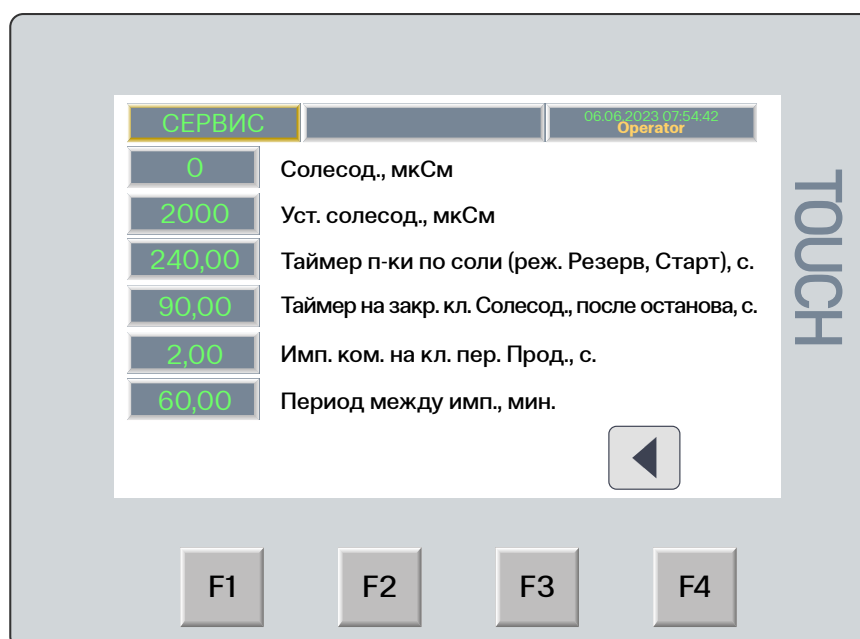 СЕРВИС
06.06.2023 07:54:42
Operator
0 Солесод., мкСм
2000 Уст. солесод., мкСм
240,00 Таймер п-ки по соли (реж. Резерв, Старт), с.
90,00 Таймер на закр. кл. Солесод., после останова, с.
2,00 Имп. ком. на кл. пер. Прод., с.
60,00 Период между имп., мин.
TOUCH
F1 F2 F3 F4